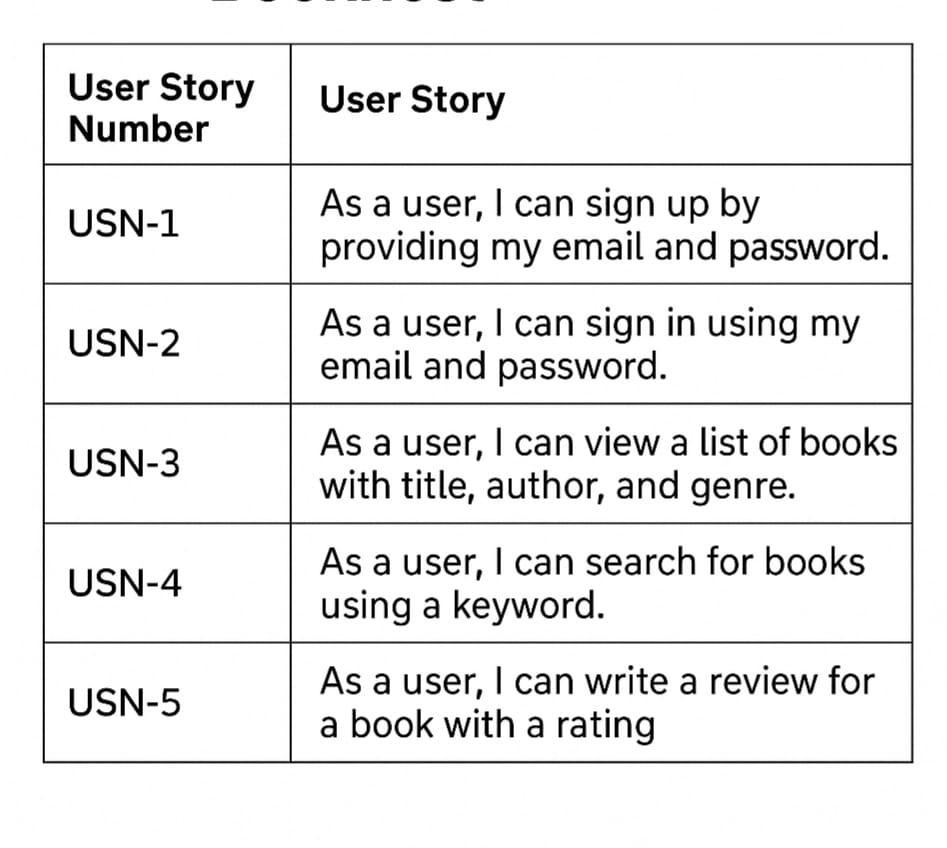 User Story
Number
User Story
USN-1
As a user, I can sign up by
providing my email and password.
USN-2
As a user, I can sign in using my
email and password.
USN-3
As a user, I can view a list of books
with title, author, and genre.
USN-4
As a user, I can search for books
using a keyword.
USN-5
As a user, I can write a review for
a book with a rating